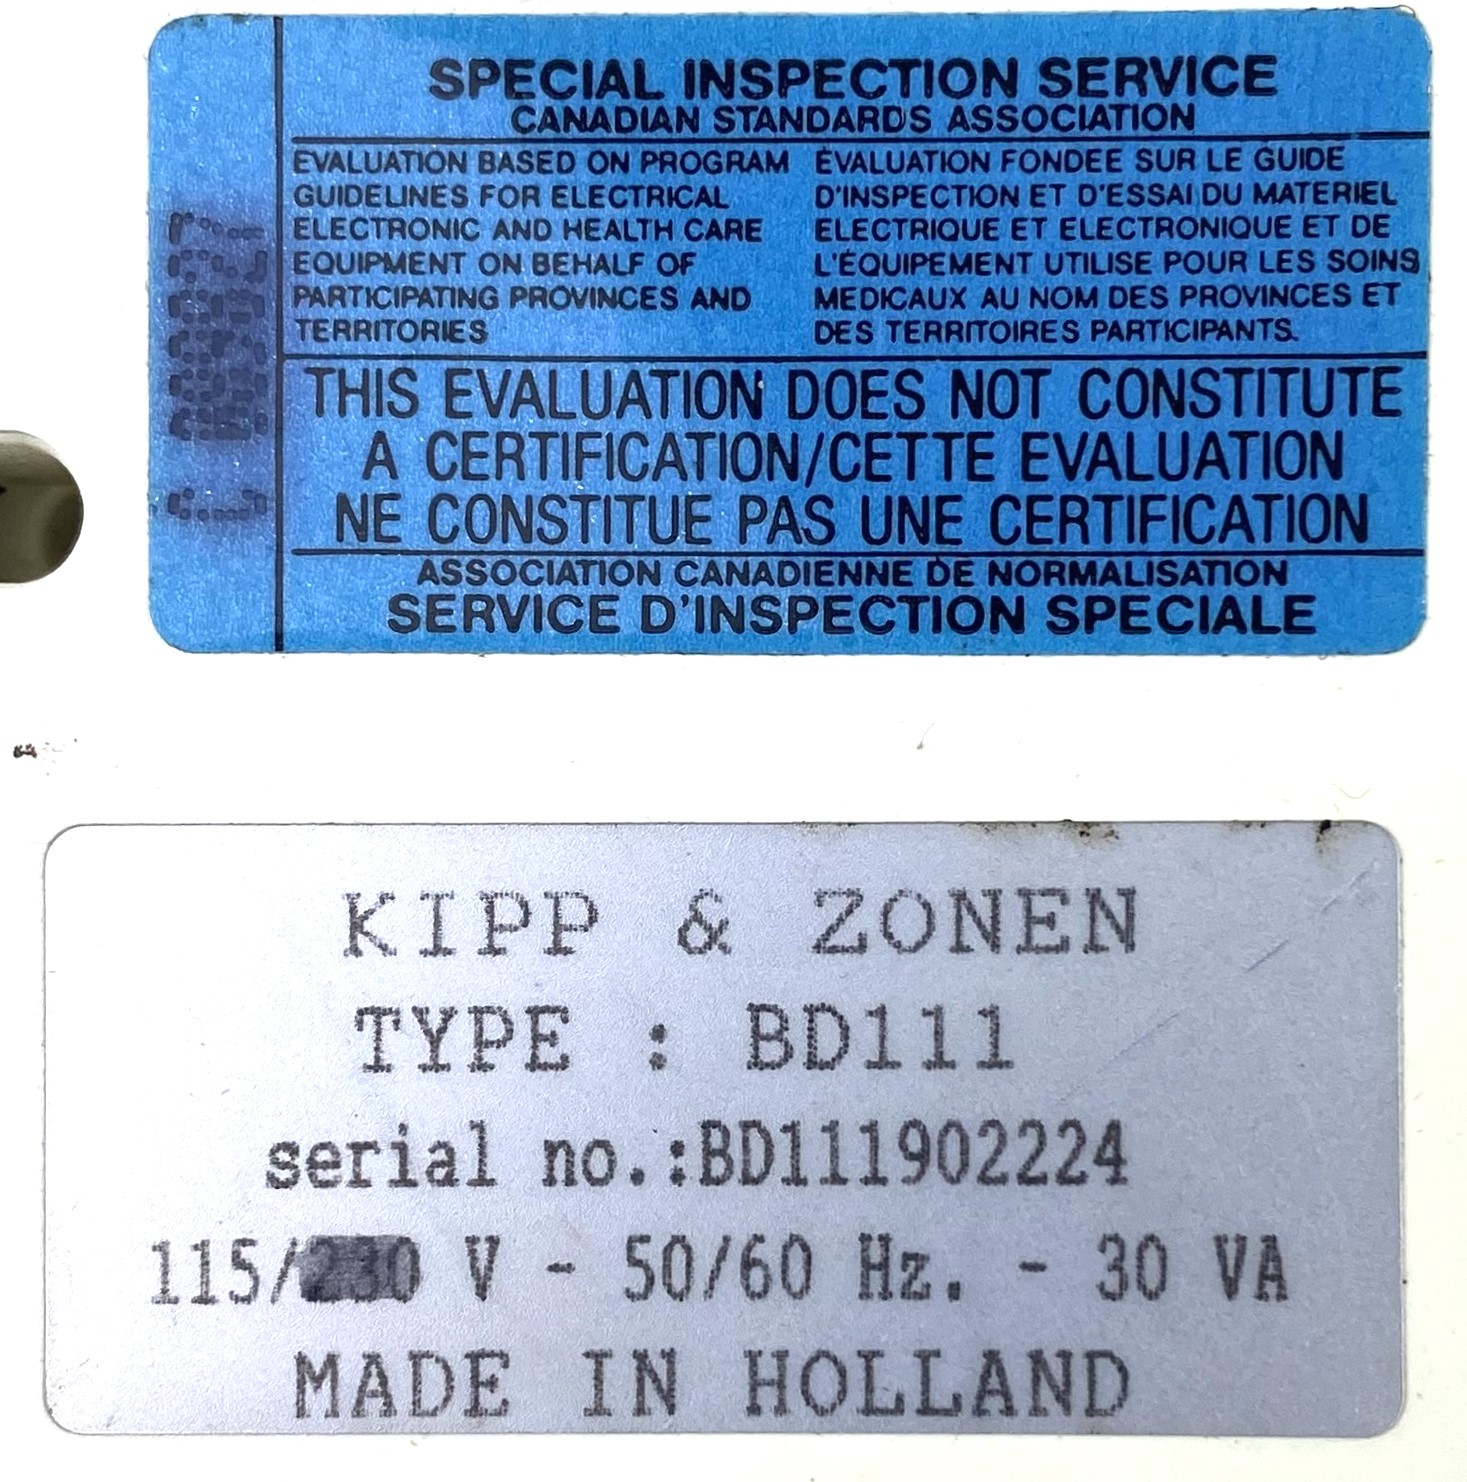 SPECIAL INSPECTION SERVICE
CANADIAN STANDARDS ASSOCIATION
EVALUATION BASED ON PROGRAM
GUIDELINES FOR ELECTRICAL
ELECTRONIC AND HEALTH CARE
EQUIPMENT ON BEHALF OF
PARTICIPATING PROVINCES AND
TERRITORIES
ÉVALUATION FONDEE SUR LE GUIDE
D'INSPECTION ET D'ESSAI DU MATERIEL
ELECTRIQUE ET ELECTRONIQUE ET DE
L'ÉQUIPEMENT UTILISE POUR LES SOINS
MEDICAUX AU NOM DES PROVINCES ET
DES TERRITOIRES PARTICIPANTS.
THIS EVALUATION DOES NOT CONSTITUTE
A CERTIFICATION/CETTE EVALUATION
NE CONSTITUE PAS UNE CERTIFICATION
ASSOCIATION CANADIENNE DE NORMALISATION
SERVICE D'INSPECTION SPECIALE
KIPP & ZONEN
TYPE : BD111
serial no.:BD111902224
115/230 V - 50/60 Hz. - 30 VA
MADE IN HOLLAND